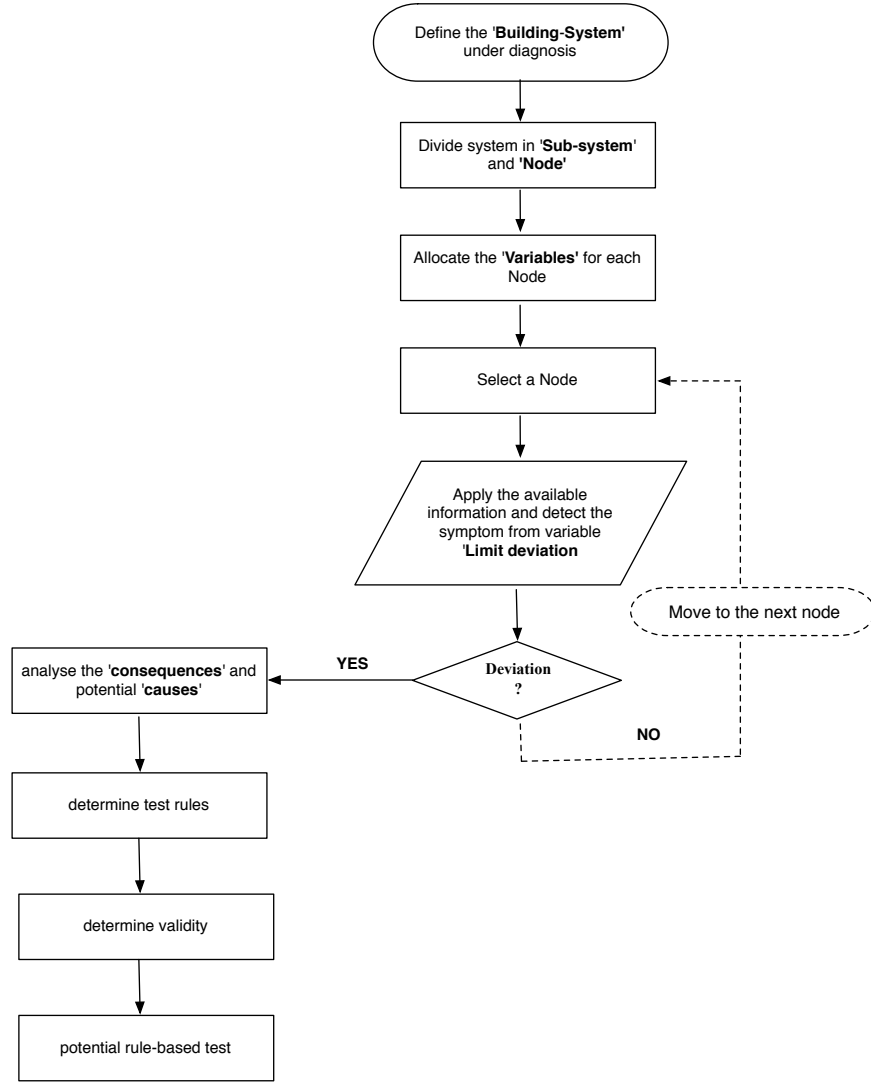 Define the 'Building-System'
under diagnosis
Divide system in 'Sub-system'
and 'Node'
Allocate the 'Variables' for each
Node
Select a Node
Apply the available
information and detect the
symptom from variable
'Limit deviation
Move to the next node
Deviation
?
YES
NO
analyse the 'consequences' and
potential 'causes'
determine test rules
determine validity
potential rule-based test